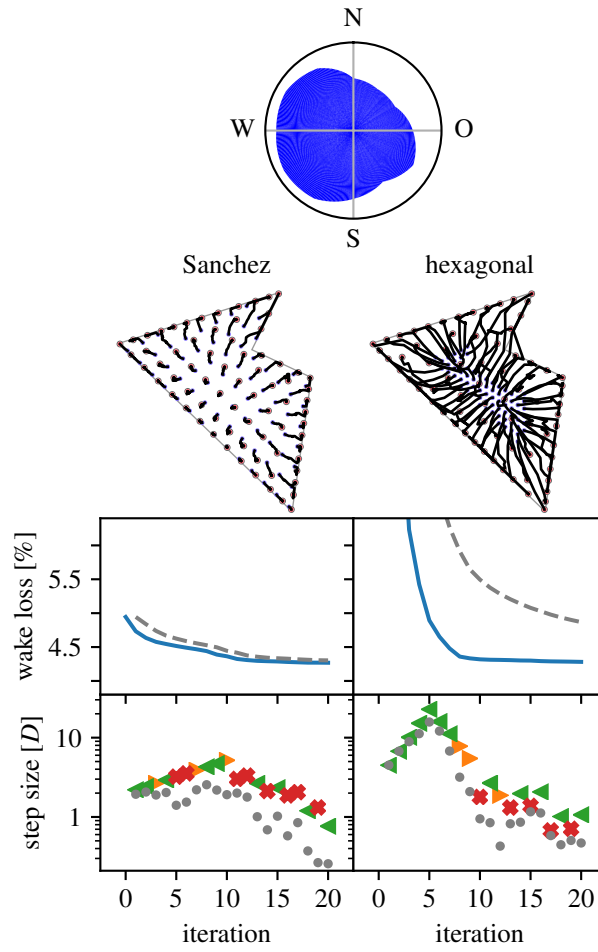 N
W O
S
Sanchez hexagonal
wake loss [%]
5.5
4.5
step size [D]
10
1
0 5 10 15 20 0 5 10 15 20
iteration iteration